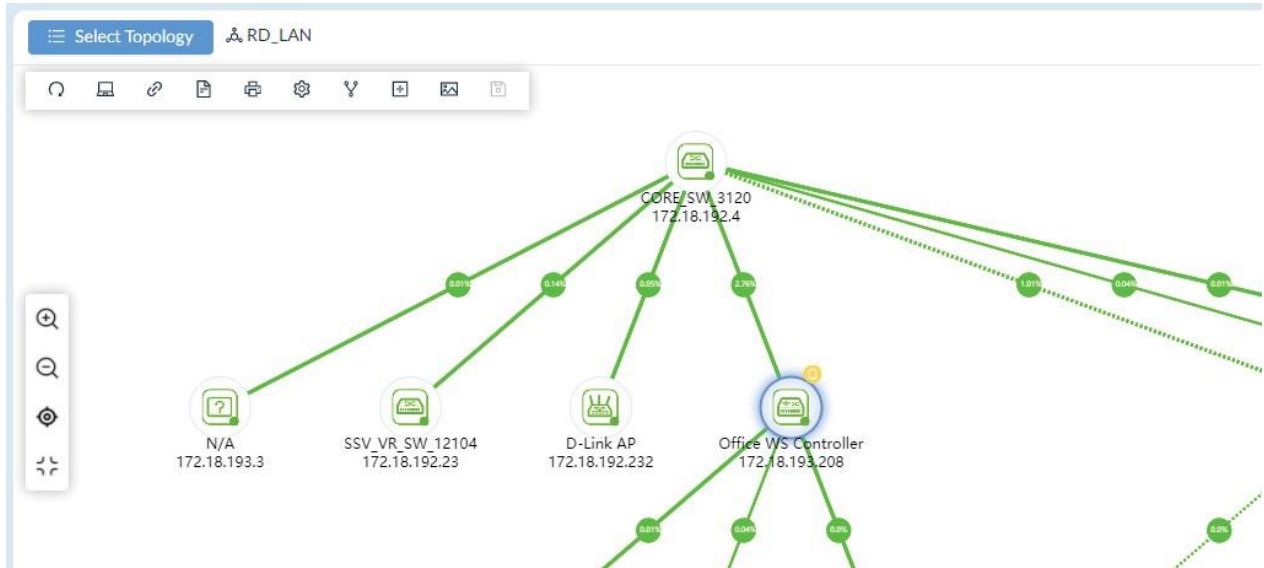 Select Topology
RD_LAN
CORE_SW_3120
172.18.192.4
0.01%
0.14%
0.05%
2.76%
1.01%
0.04%
0.01%
N/A
172.18.193.3
SSV_VR_SW_12104
172.18.192.23
D-Link AP
172.18.192.232
Office WS Controller
172.18.193.208
0.01%
0.04%
0.0%
0.0%